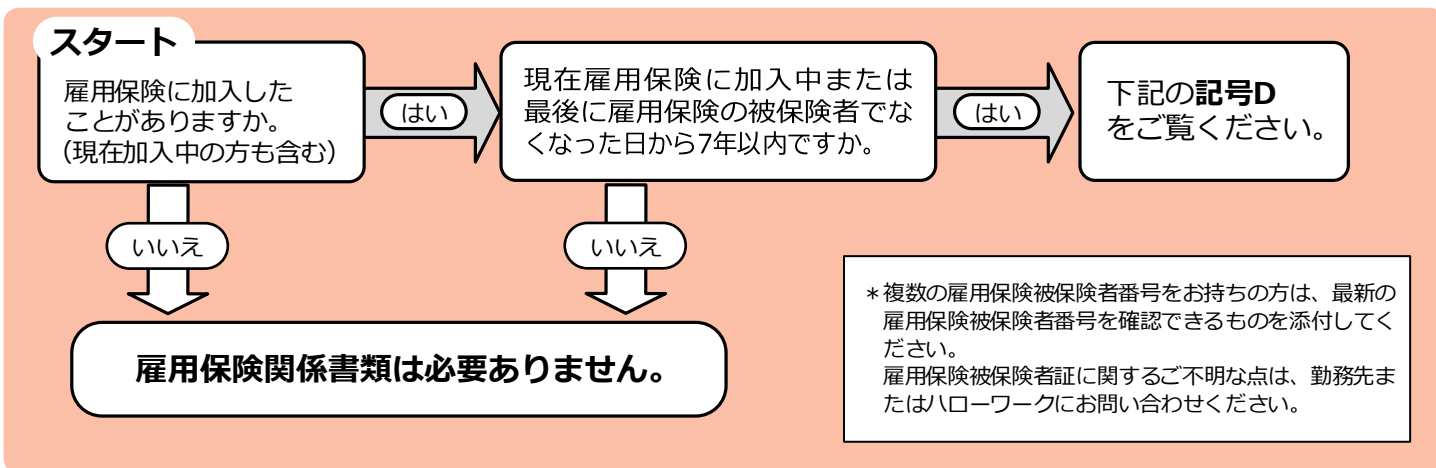 スタート
雇用保険に加入した
ことがありますか。
（現在加入中の方も含む）
はい
現在雇用保険に加入中または
最後に雇用保険の被保険者でな
くなった日から7年以内ですか。
はい
下記の記号D
をご覧ください。
いいえ
いいえ
雇用保険関係書類は必要ありません。
＊複数の雇用保険被保険者番号をお持ちの方は、最新の
雇用保険被保険者番号を確認できるものを添付してく
ださい。
雇用保険被保険者証に関するご不明な点は、勤務先ま
たはハローワークにお問い合わせください。